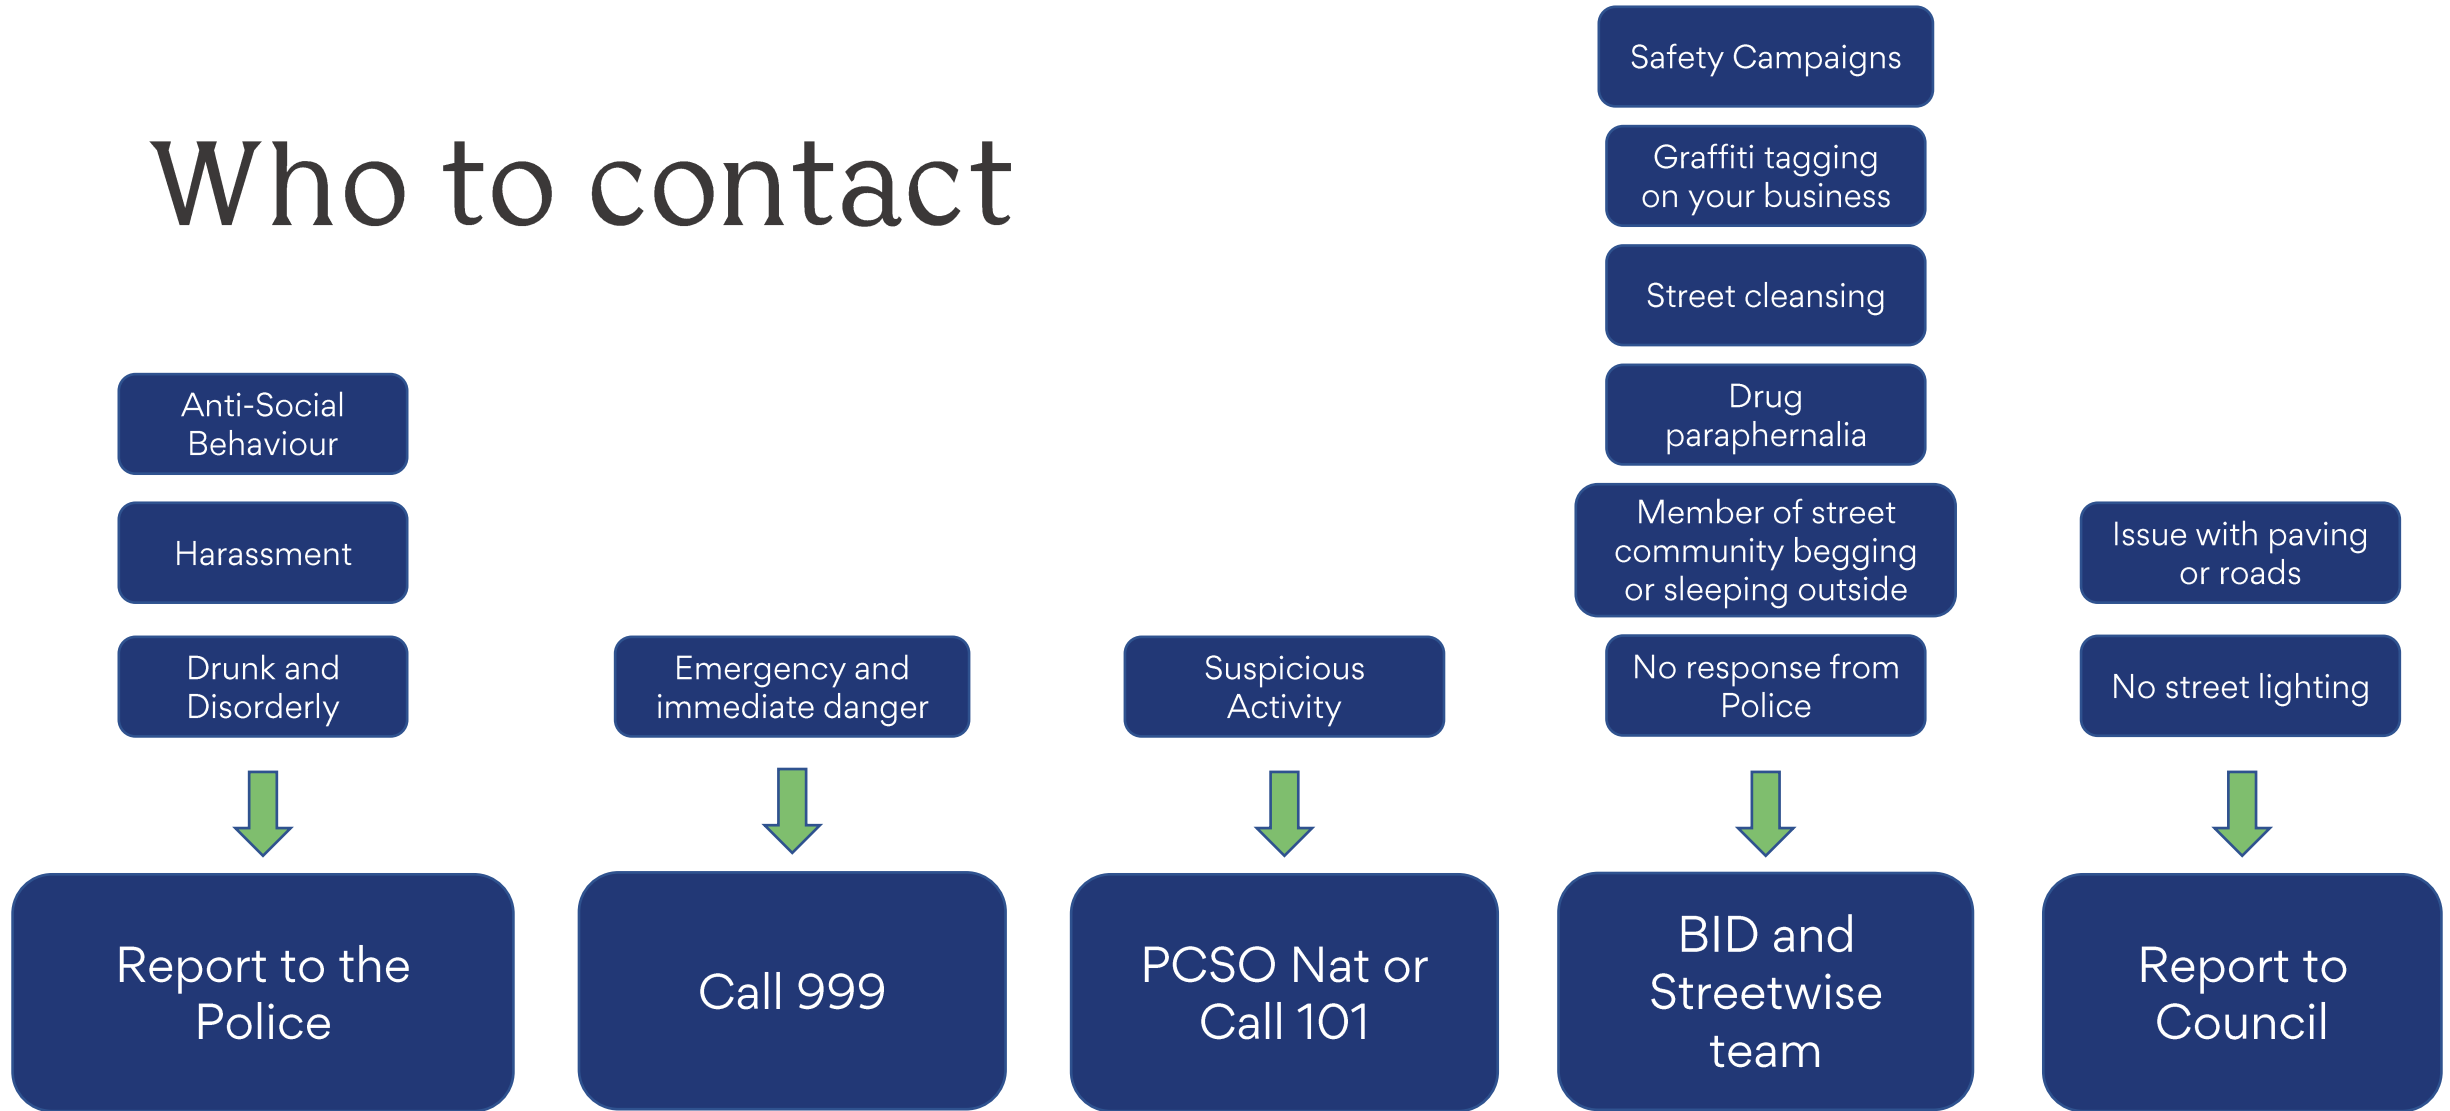 Who to contact
Anti-Social
Behaviour
Harassment
Drunk and
Disorderly
Report to the
Police
Emergency and
immediate danger
Call 999
Suspicious
Activity
PCSO Nat or
Call 101
Safety Campaigns
Graffiti tagging
on your business
Street cleansing
Drug
paraphernalia
Member of street
community begging
or sleeping outside
No response from
Police
BID and
Streetwise
team
Issue with paving
or roads
No street lighting
Report to
Council